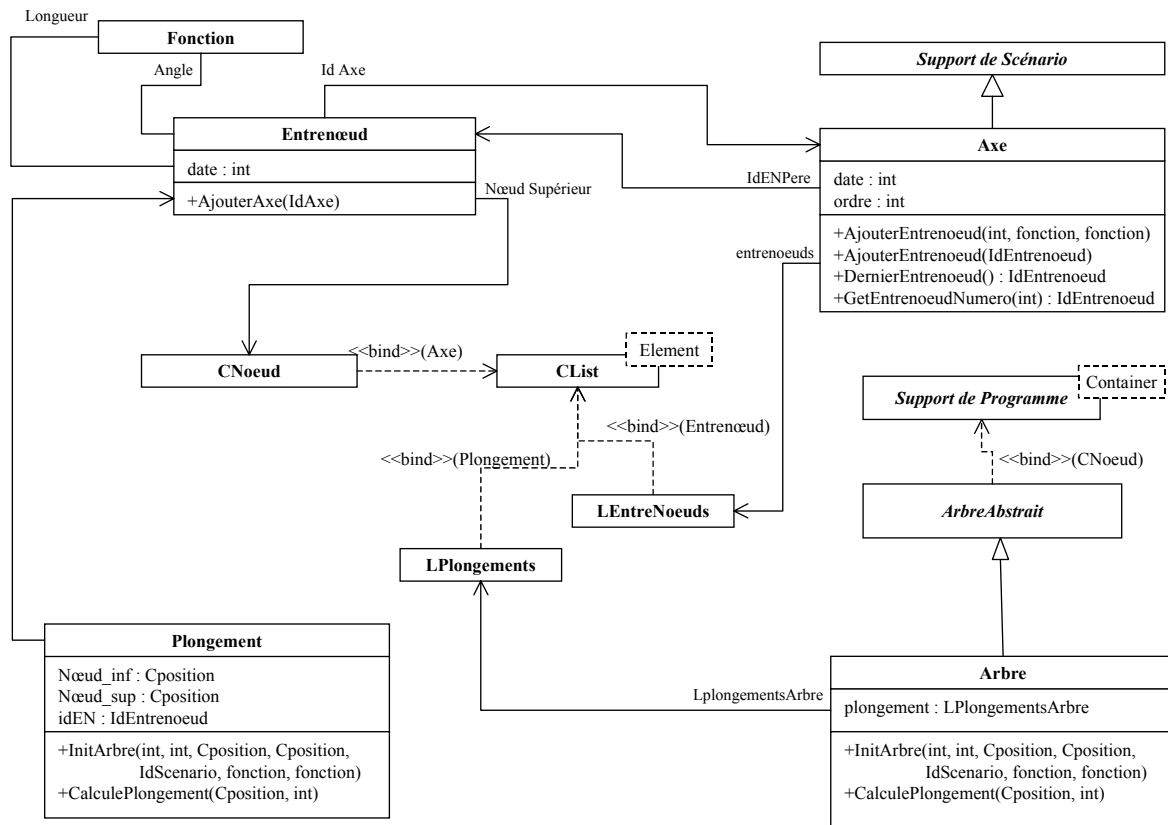 Longueur
Fonction
Angle
Id Axe
Support de Scénario
Entrenœud
date : int
+AjouterAxe(IdAxe)
Nœud Supérieur
IdENPere
entrenoeuds
Axe
date : int
ordre : int
+AjouterEntrenoeud(int, fonction, fonction)
+AjouterEntrenoeud(IdEntrenoeud)
+DernierEntrenoeud() : IdEntrenoeud
+GetEntrenoeudNumero(int) : IdEntrenoeud
CNoeud
<<bind>>(Axe)
CList
Element
<<bind>>(Entrenœud)
<<bind>>(Plongement)
LEntreNoeuds
LPlongements
Support de Programme
Container
<<bind>>(CNoeud)
ArbreAbstrait
Plongement
Nœud_inf : Cposition
Nœud_sup : Cposition
idEN : IdEntrenoeud
+InitArbre(int, int, Cposition, Cposition,
IdScenario, fonction, fonction)
+CalculePlongement(Cposition, int)
LplongementsArbre
Arbre
plongement : LPlongementsArbre
+InitArbre(int, int, Cposition, Cposition,
IdScenario, fonction, fonction)
+CalculePlongement(Cposition, int)